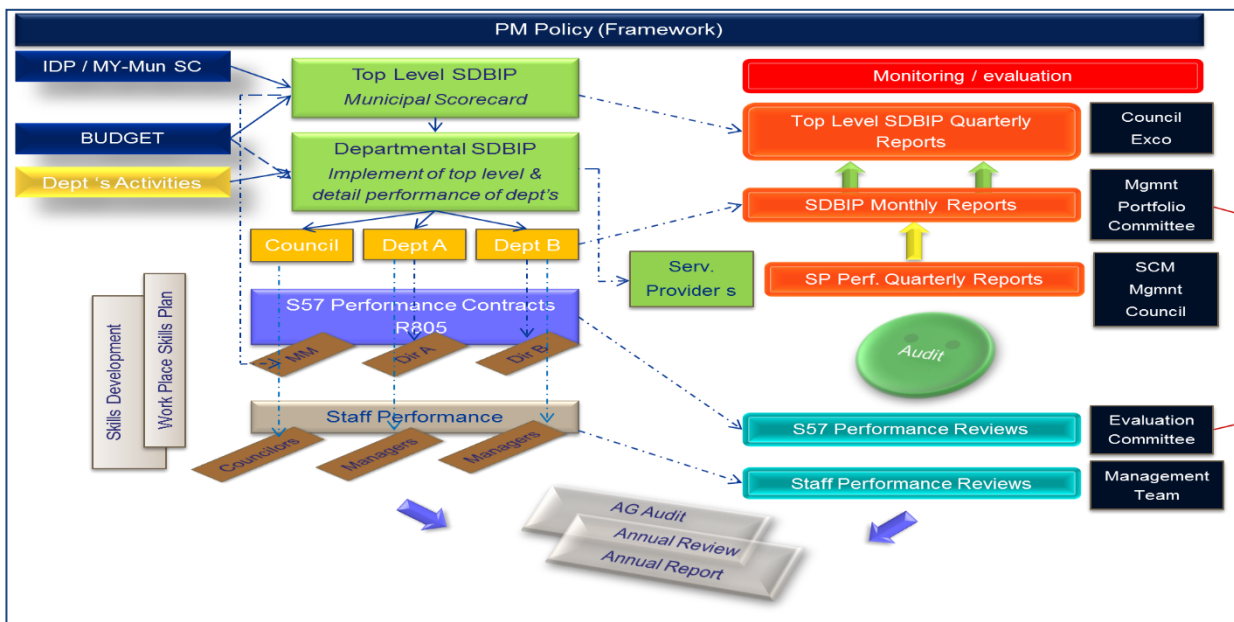 PM Policy (Framework)
IDP / MY-Mun SC
BUDGET
Dept 's Activities
Top Level SDBIP
Municipal Scorecard
Departmental SDBIP
Implement of top level &
detail performance of dept's
Council
Dept A
Dept B
Serv.
Provider s
S57 Performance Contracts
R805
MM
Dir A
Dir B
Skills Development
Work Place Skills Plan
Staff Performance
Councilors
Managers
Managers
Monitoring / evaluation
Top Level SDBIP Quarterly
Reports
Council
Exco
SDBIP Monthly Reports
Mgmnt
Portfolio
Committee
SP Perf. Quarterly Reports
SCM
Mgmnt
Council
Audit
S57 Performance Reviews
Evaluation
Committee
Staff Performance Reviews
Management
Team
AG Audit
Annual Review
Annual Report